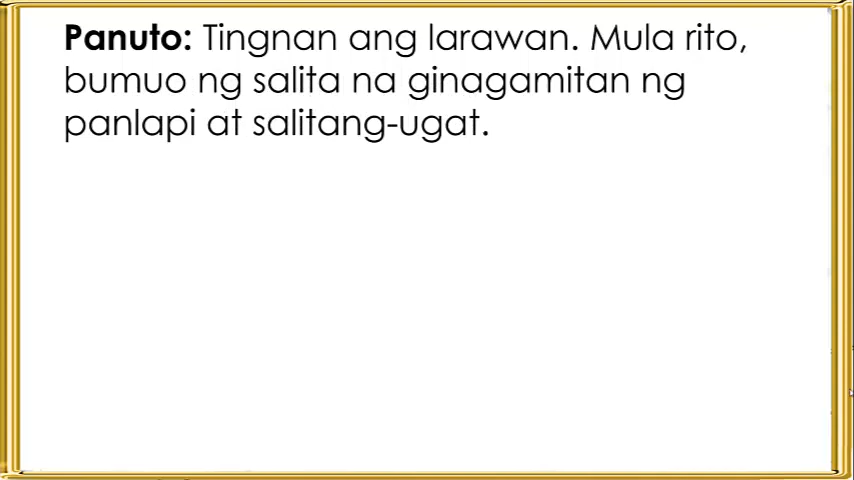 Panuto: Tingnan ang larawan. Mula rito,
bumuo ng salita na ginagamitan ng
panlapi at salitang-ugat.